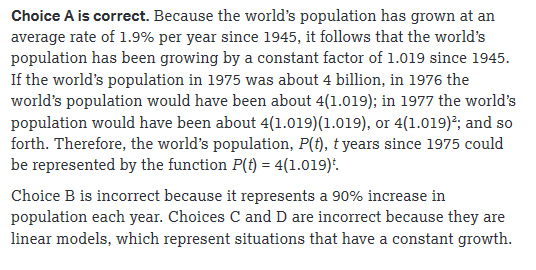 Choice A is correct. Because the world’s population has grown at an
average rate of 1.9% per year since 1945, it follows that the world’s
population has been growing by a constant factor of 1.019 since 1945.
If the world’s population in 1975 was about 4 billion, in 1976 the
world’s population would have been about 4(1.019); in 1977 the world’s
population would have been about 4(1.019)(1.019), or 4(1.019)²; and so
forth. Therefore, the world’s population, P(t), t years since 1975 could
be represented by the function P(t) = 4(1.019)ᵗ.
Choice B is incorrect because it represents a 90% increase in
population each year. Choices C and D are incorrect because they are
linear models, which represent situations that have a constant growth.